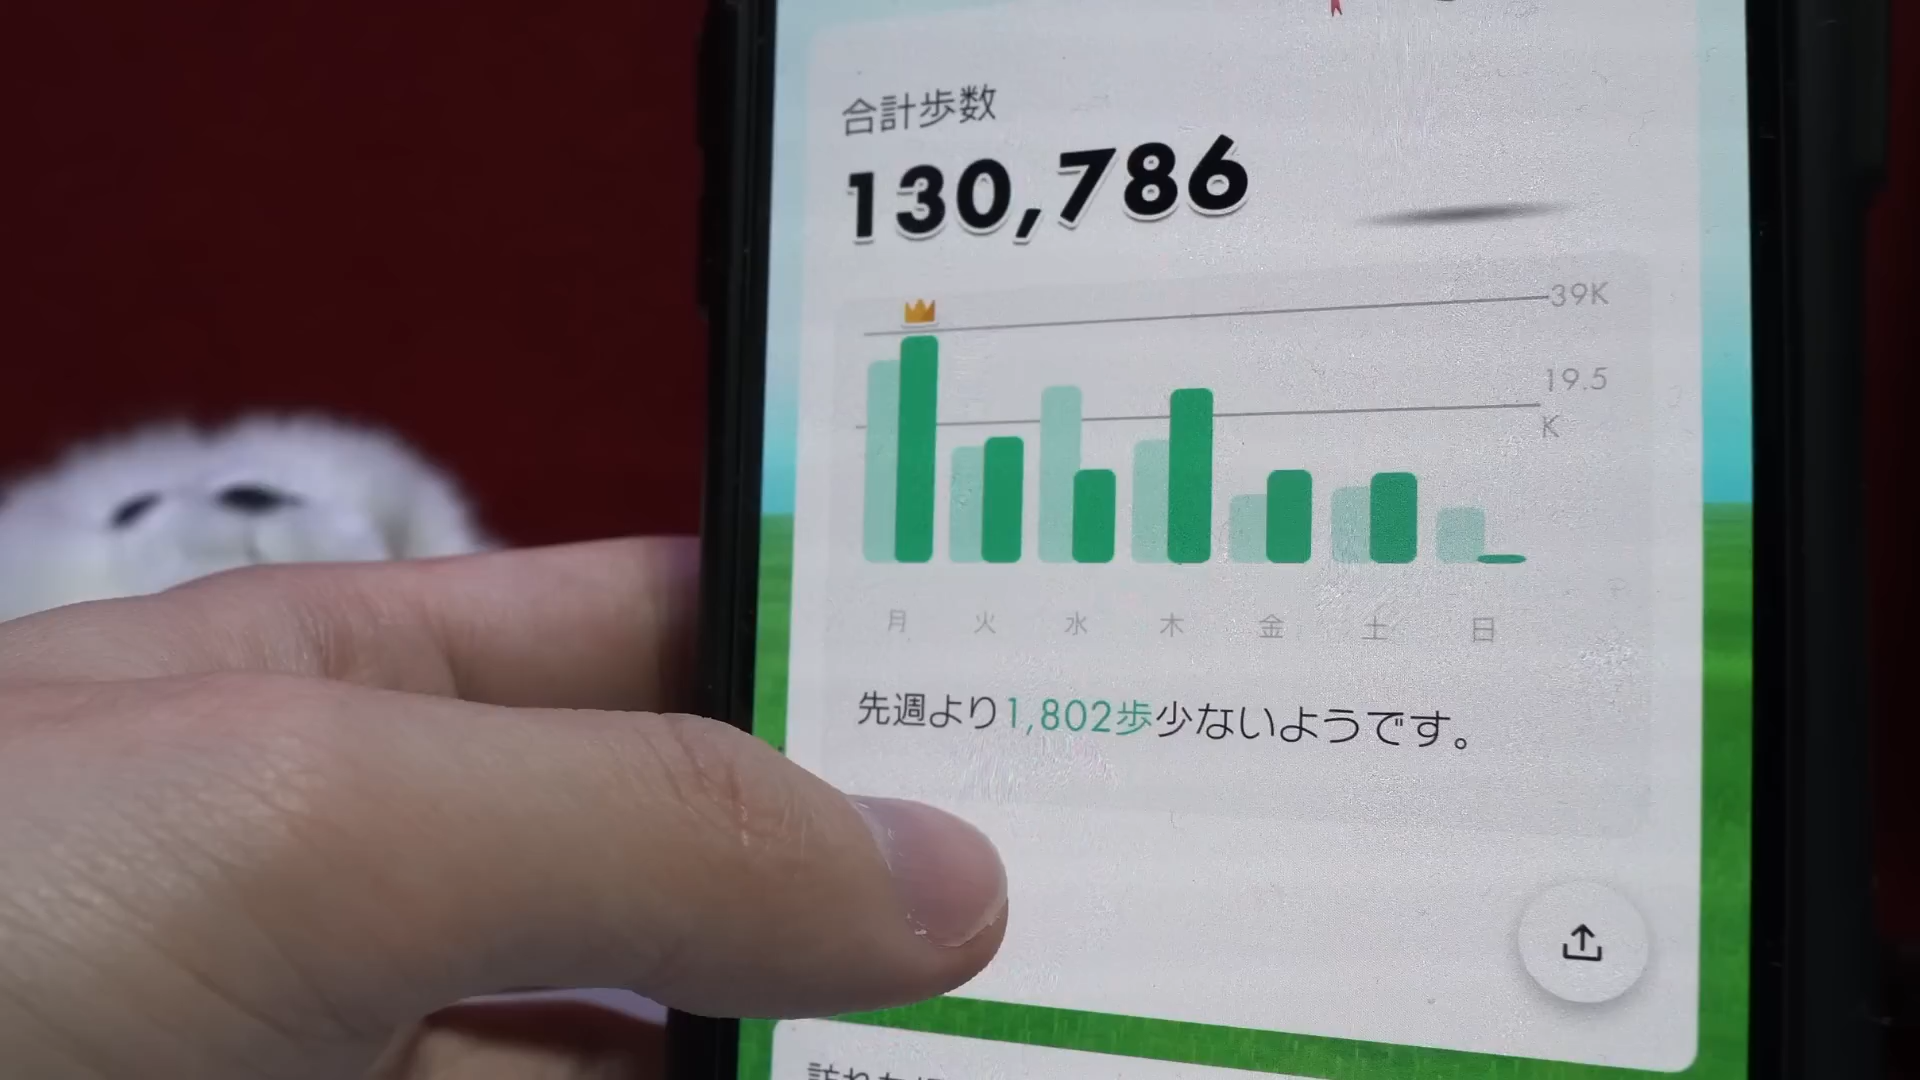 合計歩数
130,786
39K
19.5
K
月 火 水 木 金 土 日
先週より1,802歩少ないようです。